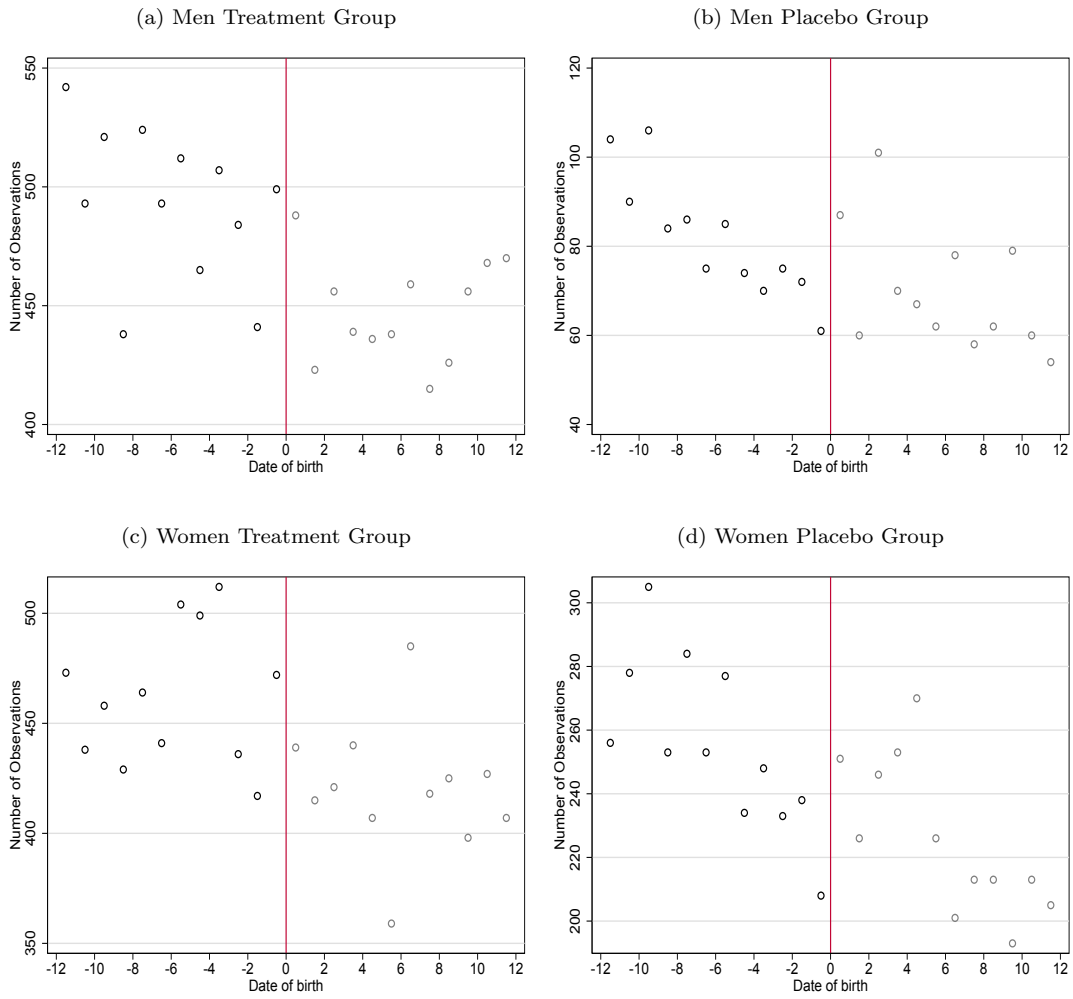 (a) Men Treatment Group
Number of Observations
550
500
450
400
-12 -10 -8 -6 -4 -2 0 2 4 6 8 10 12
Date of birth
(b) Men Placebo Group
Number of Observations
120
100
80
60
40
-12 -10 -8 -6 -4 -2 0 2 4 6 8 10 12
Date of birth
(c) Women Treatment Group
Number of Observations
500
450
400
350
-12 -10 -8 -6 -4 -2 0 2 4 6 8 10 12
Date of birth
(d) Women Placebo Group
Number of Observations
300
280
260
240
220
200
-12 -10 -8 -6 -4 -2 0 2 4 6 8 10 12
Date of birth